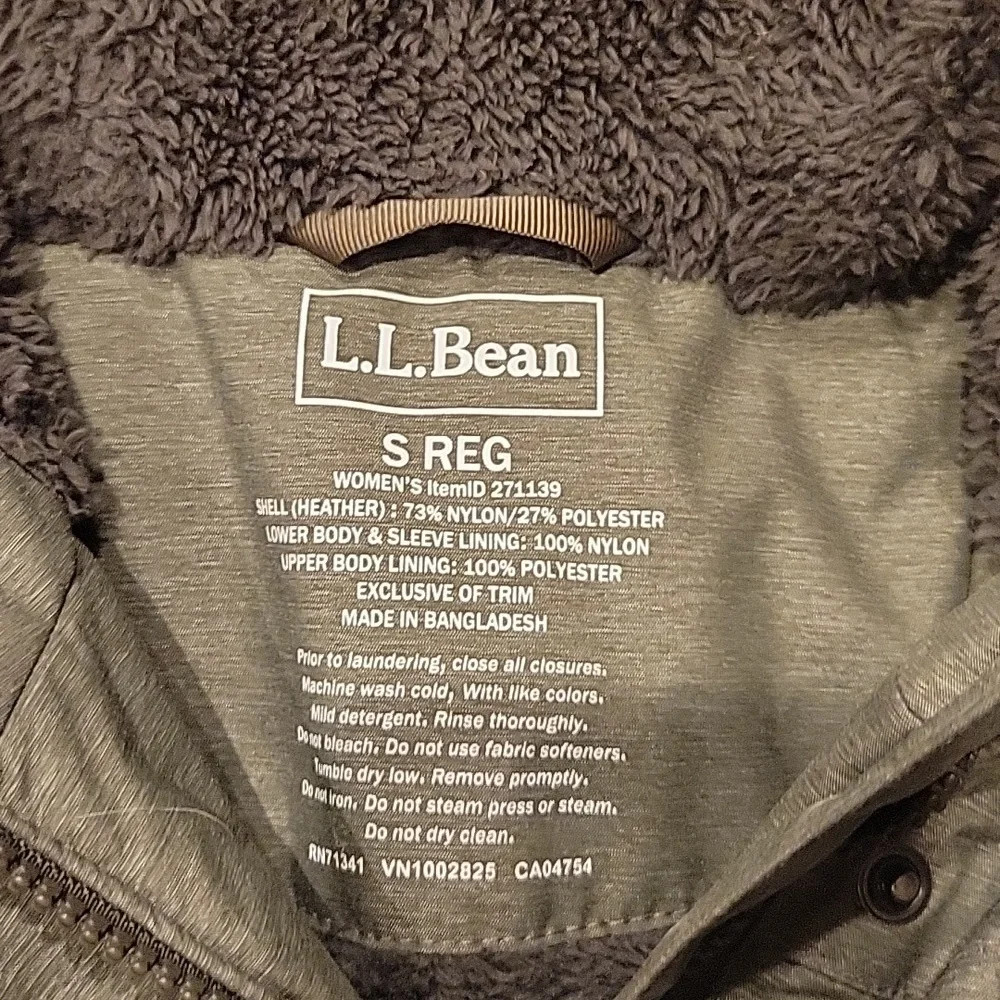 L.L.Bean
S REG
WOMEN'S ItemID 271139
SHELL (HEATHER) : 73% NYLON/27% POLYESTER
LOWER BODY & SLEEVE LINING: 100% NYLON
UPPER BODY LINING: 100% POLYESTER
EXCLUSIVE OF TRIM
MADE IN BANGLADESH
Prior to laundering, close all closures.
Machine wash cold, With like colors.
Mild detergent. Rinse thoroughly.
Do not bleach. Do not use fabric softeners.
Tumble dry low. Remove promptly.
Do not iron. Do not steam press or steam.
Do not dry clean.
RN71341 VN1002825 CA04754